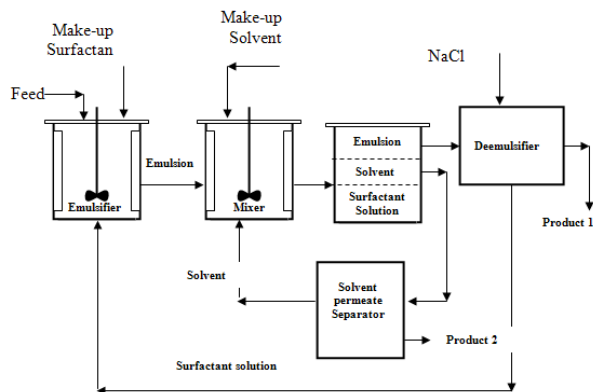 Make-up
Surfactan
Make-up
Solvent
NaCl
Feed
Emulsion
Emulsifier
Mixer
Emulsion
Solvent
Surfactant
Solution
Deemulsifier
Product 1
Solvent
Solvent
permeate
Separator
Product 2
Surfactant solution